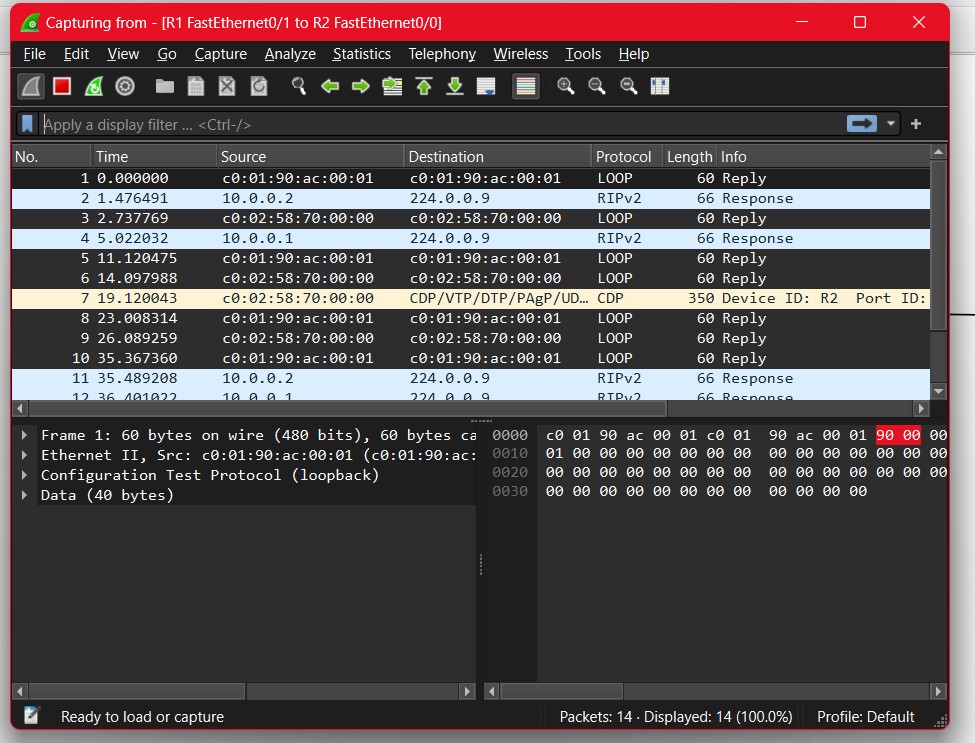 Capturing from - [R1 FastEthernet0/1 to R2 FastEthernet0/0]
File Edit View Go Capture Analyze Statistics Telephony Wireless Tools Help
Apply a display filter ... <Ctrl-/>
No. Time Source Destination Protocol Length Info
1 0.000000 c0:01:90:ac:00:01 c0:01:90:ac:00:01 LOOP 60 Reply
2 1.476491 10.0.0.2 224.0.0.9 RIPv2 66 Response
3 2.737769 c0:02:58:70:00:00 c0:02:58:70:00:00 LOOP 60 Reply
4 5.022032 10.0.0.1 224.0.0.9 RIPv2 66 Response
5 11.120475 c0:01:90:ac:00:01 c0:01:90:ac:00:01 LOOP 60 Reply
6 14.097988 c0:02:58:70:00:00 c0:02:58:70:00:00 LOOP 60 Reply
7 19.120043 c0:02:58:70:00:00 CDP/VTP/DTP/PAgP/UD... CDP 350 Device ID: R2 Port ID:
8 23.008314 c0:01:90:ac:00:01 c0:01:90:ac:00:01 LOOP 60 Reply
9 26.089259 c0:02:58:70:00:00 c0:02:58:70:00:00 LOOP 60 Reply
10 35.367360 c0:01:90:ac:00:01 c0:01:90:ac:00:01 LOOP 60 Reply
11 35.489208 10.0.0.2 224.0.0.9 RIPv2 66 Response
12 36.401022 10.0.0.1 224.0.0.9 RIPv2 66 Response
Frame 1: 60 bytes on wire (480 bits), 60 bytes ca
Ethernet II, Src: c0:01:90:ac:00:01 (c0:01:90:ac:
Configuration Test Protocol (loopback)
Data (40 bytes)
0000 c0 01 90 ac 00 01 c0 01 90 ac 00 01 90 00 00
0010 01 00 00 00 00 00 00 00 00 00 00 00 00 00 00
0020 00 00 00 00 00 00 00 00 00 00 00 00 00 00 00
0030 00 00 00 00 00 00 00 00 00 00 00 00
Ready to load or capture
Packets: 14 · Displayed: 14 (100.0%)
Profile: Default